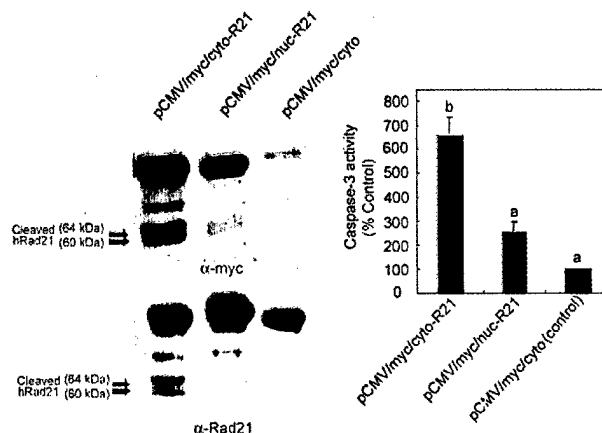 pCMV/myc/cyto-R21
pCMV/myc/nuc-R21
pCMV/myc/cyto
Cleaved (64 kDa)
hRad21 (60 kDa)
α-myc
Cleaved (64 kDa)
hRad21 (60 kDa)
α-Rad21
Caspase-3 activity
(% Control)
800
700
600
500
400
300
200
100
0
b
a
a
pCMV/myc/cyto-R21
pCMV/myc/nuc-R21
pCMV/myc/cyto (control)